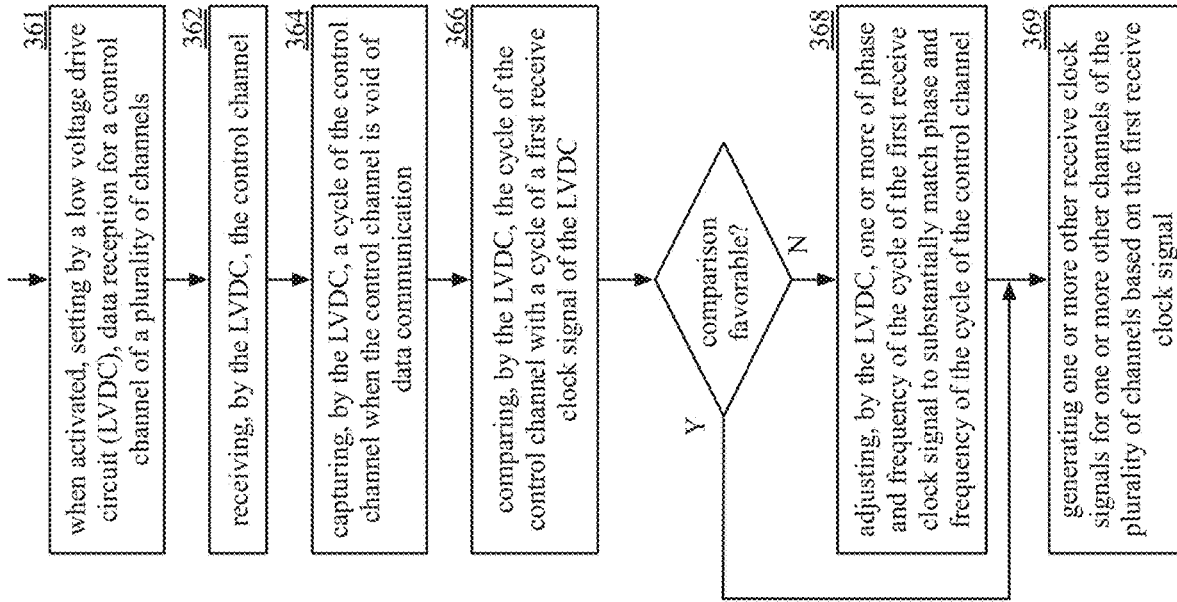 361
when activated, setting by a low voltage drive
circuit (LVDC), data reception for a control
channel of a plurality of channels
362
receiving, by the LVDC, the control channel
364
capturing, by the LVDC, a cycle of the control
channel when the control channel is void of
data communication
366
comparing, by the LVDC, the cycle of the
control channel with a cycle of a first receive
clock signal of the LVDC
comparison
favorable?
Y
N
368
adjusting, by the LVDC, one or more of phase
and frequency of the cycle of the first receive
clock signal to substantially match phase and
frequency of the cycle of the control channel
369
generating one or more other receive clock
signals for one or more other channels of the
plurality of channels based on the first receive
clock signal